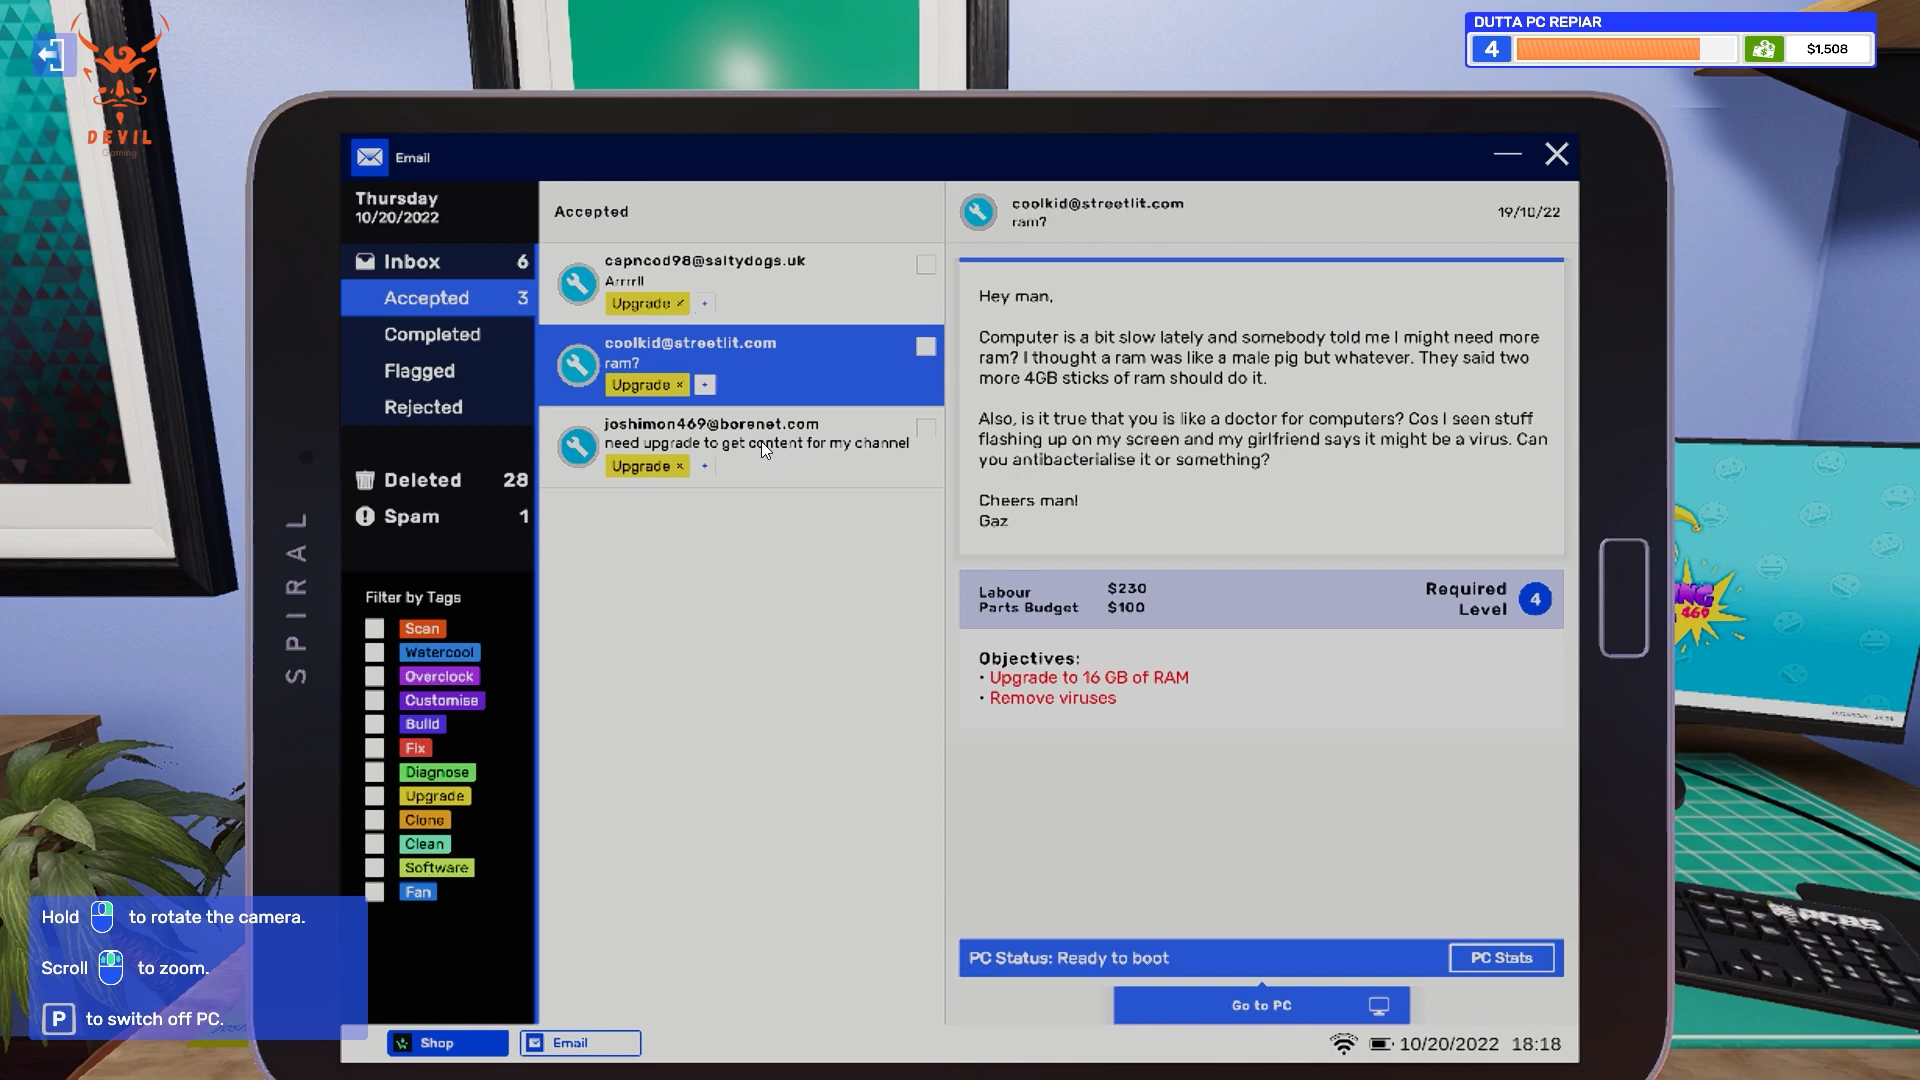 DEVIL
Gaming
DUTTA PC REPIAR
4
$1,508
Email
Thursday
10/20/2022
Inbox 6
Accepted 3
Completed
Flagged
Rejected
Deleted 28
Spam 1
Filter by Tags
Scan
Watercool
Overclock
Customise
Build
Fix
Diagnose
Upgrade
Clone
Clean
Software
Fan
Accepted
capncod98@saltydogs.uk
Arrrrll
Upgrade × +
coolkid@streetlit.com
ram?
Upgrade × +
joshimon469@borenet.com
need upgrade to get content for my channel
Upgrade × +
coolkid@streetlit.com
ram?
19/10/22
Hey man,
Computer is a bit slow lately and somebody told me I might need more
ram? I thought a ram was like a male pig but whatever. They said two
more 4GB sticks of ram should do it.
Also, is it true that you is like a doctor for computers? Cos I seen stuff
flashing up on my screen and my girlfriend says it might be a virus. Can
you antibacterialise it or something?
Cheers man!
Gaz
Labour $230
Parts Budget $100
Required
Level 4
Objectives:
• Upgrade to 16 GB of RAM
• Remove viruses
PC Status: Ready to boot
PC Stats
Go to PC
SPIRAL
Hold to rotate the camera.
Scroll to zoom.
P to switch off PC.
Shop
Email
10/20/2022 18:18
469